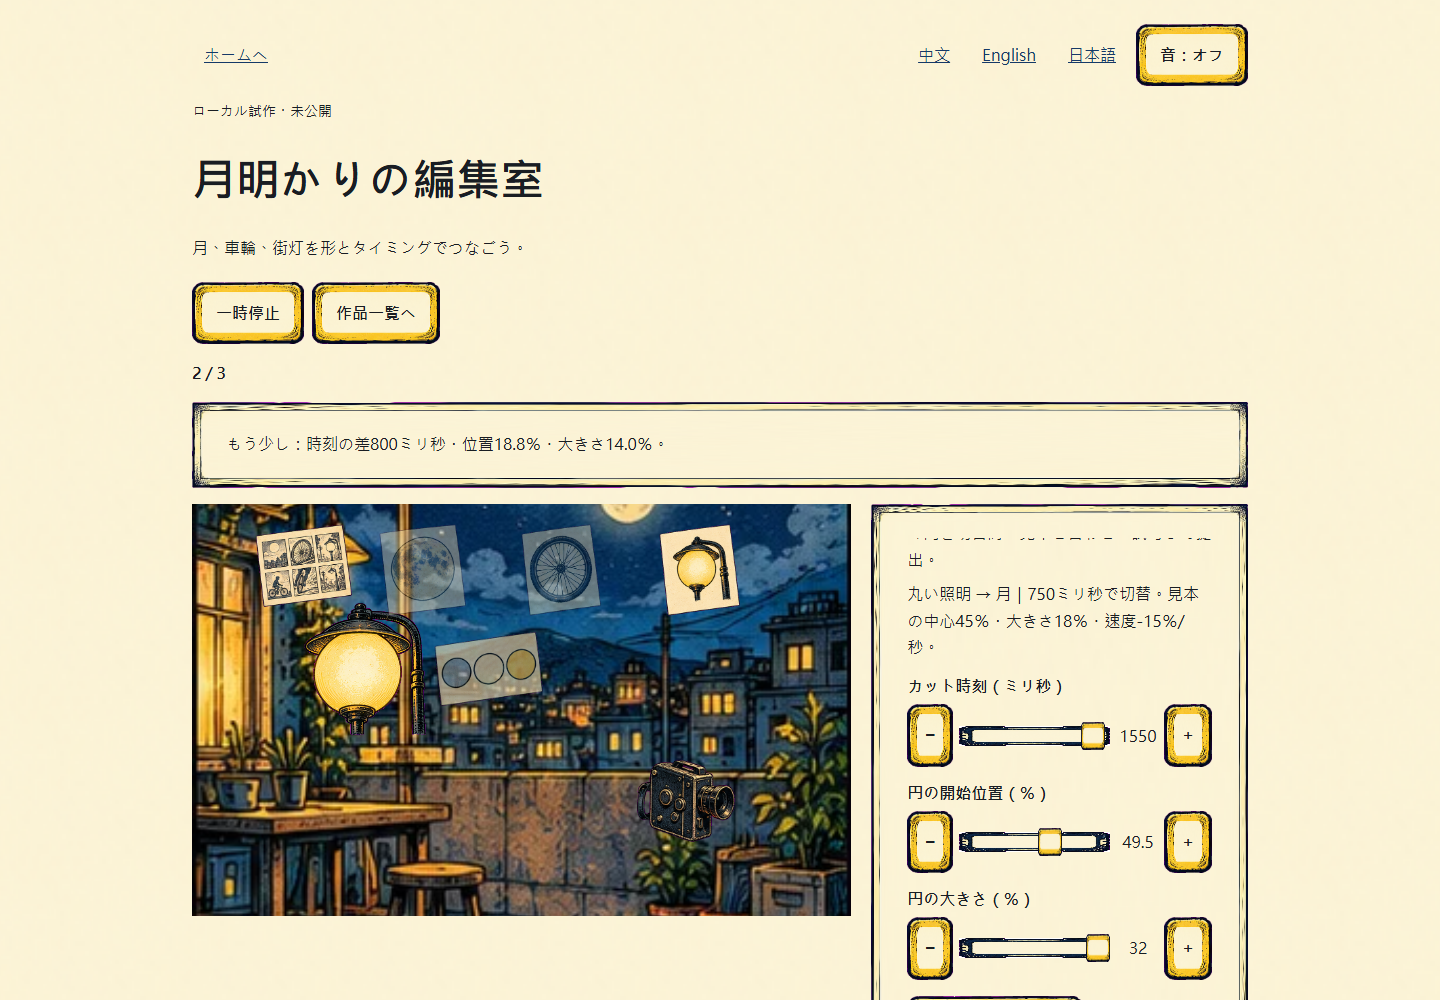 ホームへ
中文 English 日本語 音：オフ
ローカル試作・未公開
月明かりの編集室
月、車輪、街灯を形とタイミングでつなごう。
一時停止 作品一覧へ
2 / 3
もう少し：時刻の差800ミリ秒・位置18.8%・大きさ14.0%。
出。
丸い照明 → 月 | 750ミリ秒で切替。見本
の中心45%・大きさ18%・速度-15%/
秒。
カット時刻（ミリ秒）
− 1550 +
円の開始位置（%）
− 49.5 +
円の大きさ（%）
− 32 +